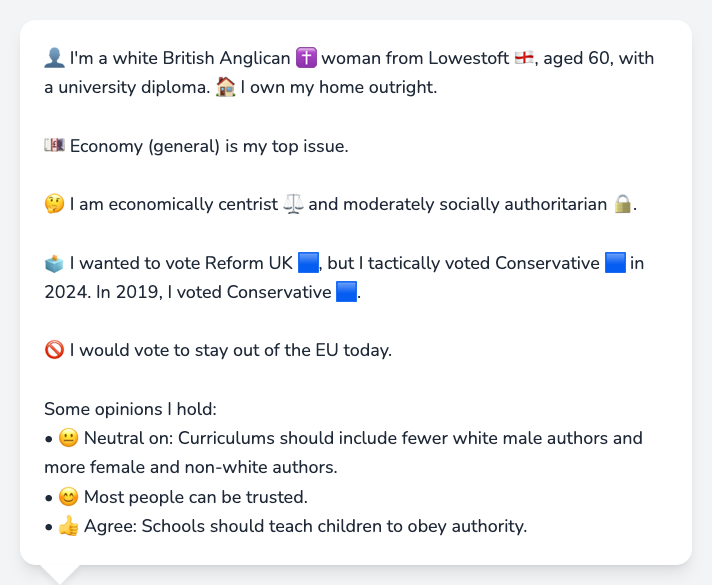 👤 I'm a white British Anglican ✝️ woman from Lowestoft 🏴󠁧󠁢󠁥󠁮󠁧󠁿, aged 60, with
a university diploma. 🏠 I own my home outright.
💷 Economy (general) is my top issue.
🤔 I am economically centrist ⚖️ and moderately socially authoritarian 🔒.
🗳️ I wanted to vote Reform UK 🟦, but I tactically voted Conservative 🟦 in
2024. In 2019, I voted Conservative 🟦.
🚫 I would vote to stay out of the EU today.
Some opinions I hold:
• 😐 Neutral on: Curriculums should include fewer white male authors and
more female and non-white authors.
• 😊 Most people can be trusted.
• 👍 Agree: Schools should teach children to obey authority.